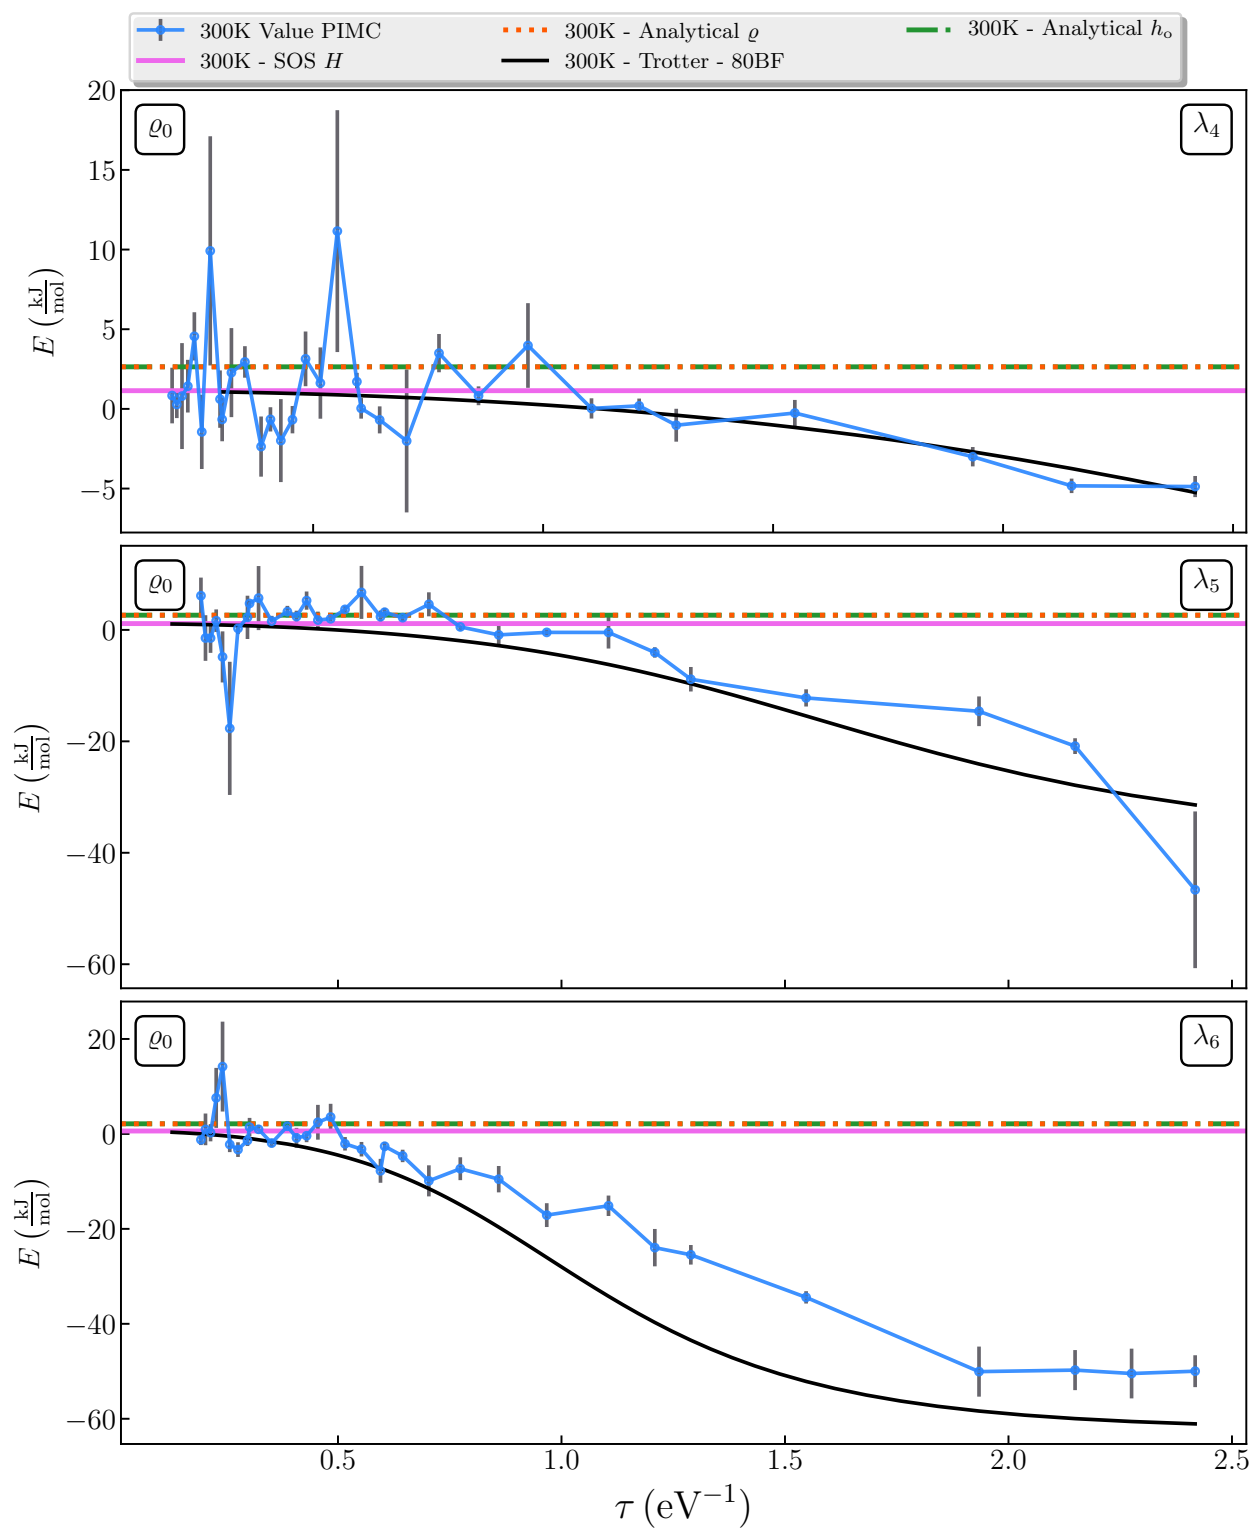 300K Value PIMC
300K - SOS H
300K - Analytical ϱ
300K - Trotter - 80BF
300K - Analytical hₒ
ϱ₀
λ₄
20
15
10
5
0
−5
E (kJ/mol)
ϱ₀
λ₅
0
−20
−40
−60
E (kJ/mol)
ϱ₀
λ₆
20
0
−20
−40
−60
E (kJ/mol)
0.5 1.0 1.5 2.0 2.5
τ (eV⁻¹)